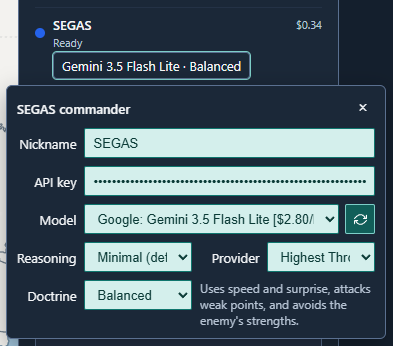 SEGAS $0.34
Ready
Gemini 3.5 Flash Lite · Balanced
SEGAS commander ×
Nickname SEGAS
API key ••••••••••••••••••••••••••••••••••••••••••••••••••••••
Model Google: Gemini 3.5 Flash Lite [$2.80/
Reasoning Minimal (def Provider Highest Thro
Doctrine Balanced Uses speed and surprise, attacks
weak points, and avoids the
enemy's strengths.